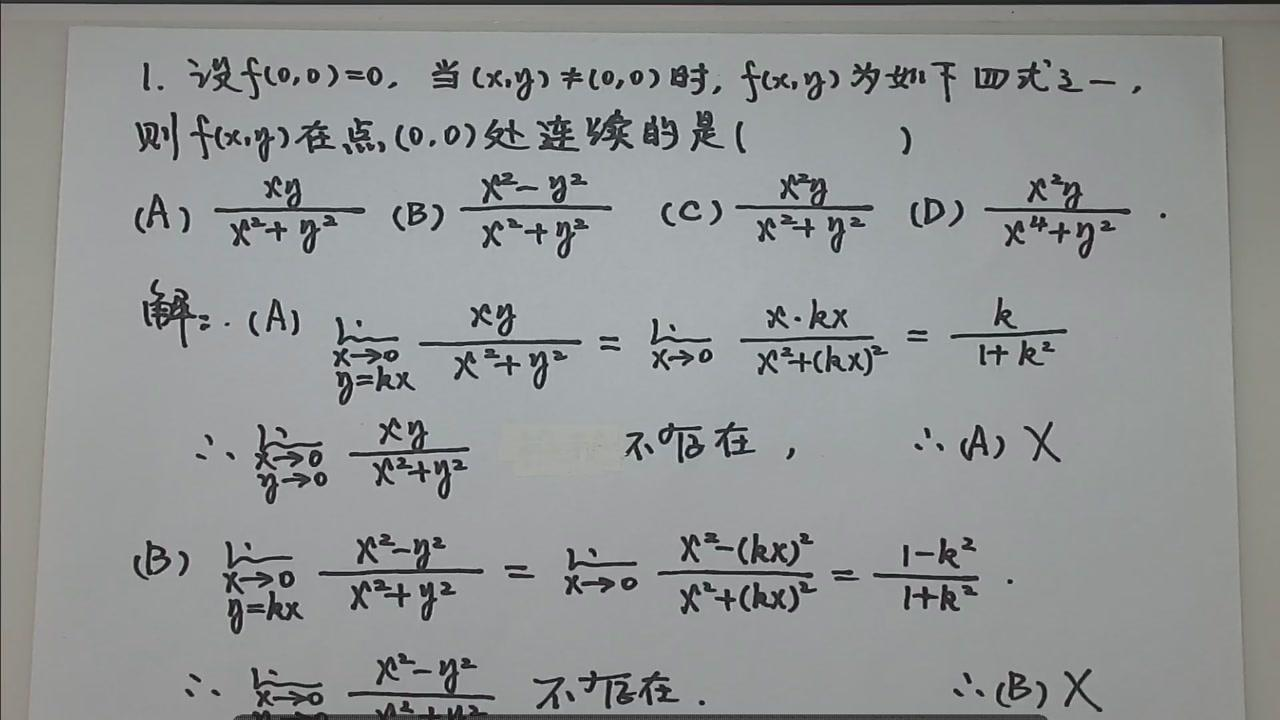 1. 设f(0,0)=0. 当(x,y)≠(0,0)时, f(x,y)为如下四式之一,
则f(x,y)在点(0,0)处连续的是( )
(A) xy/(x²+y²) (B) (x²-y²)/(x²+y²) (C) x²y/(x²+y²) (D) x²y/(x⁴+y²).
解: (A) lim_{x→0, y=kx} xy/(x²+y²) = lim_{x→0} x·kx/(x²+(kx)²) = k/(1+k²)
∴ lim_{x→0, y→0} xy/(x²+y²) 不存在, ∴(A) X
(B) lim_{x→0, y=kx} (x²-y²)/(x²+y²) = lim_{x→0} (x²-(kx)²)/(x²+(kx)²) = (1-k²)/(1+k²).
∴ lim_{x→0, y→0} (x²-y²)/(x²+y²) 不存在. ∴(B) X